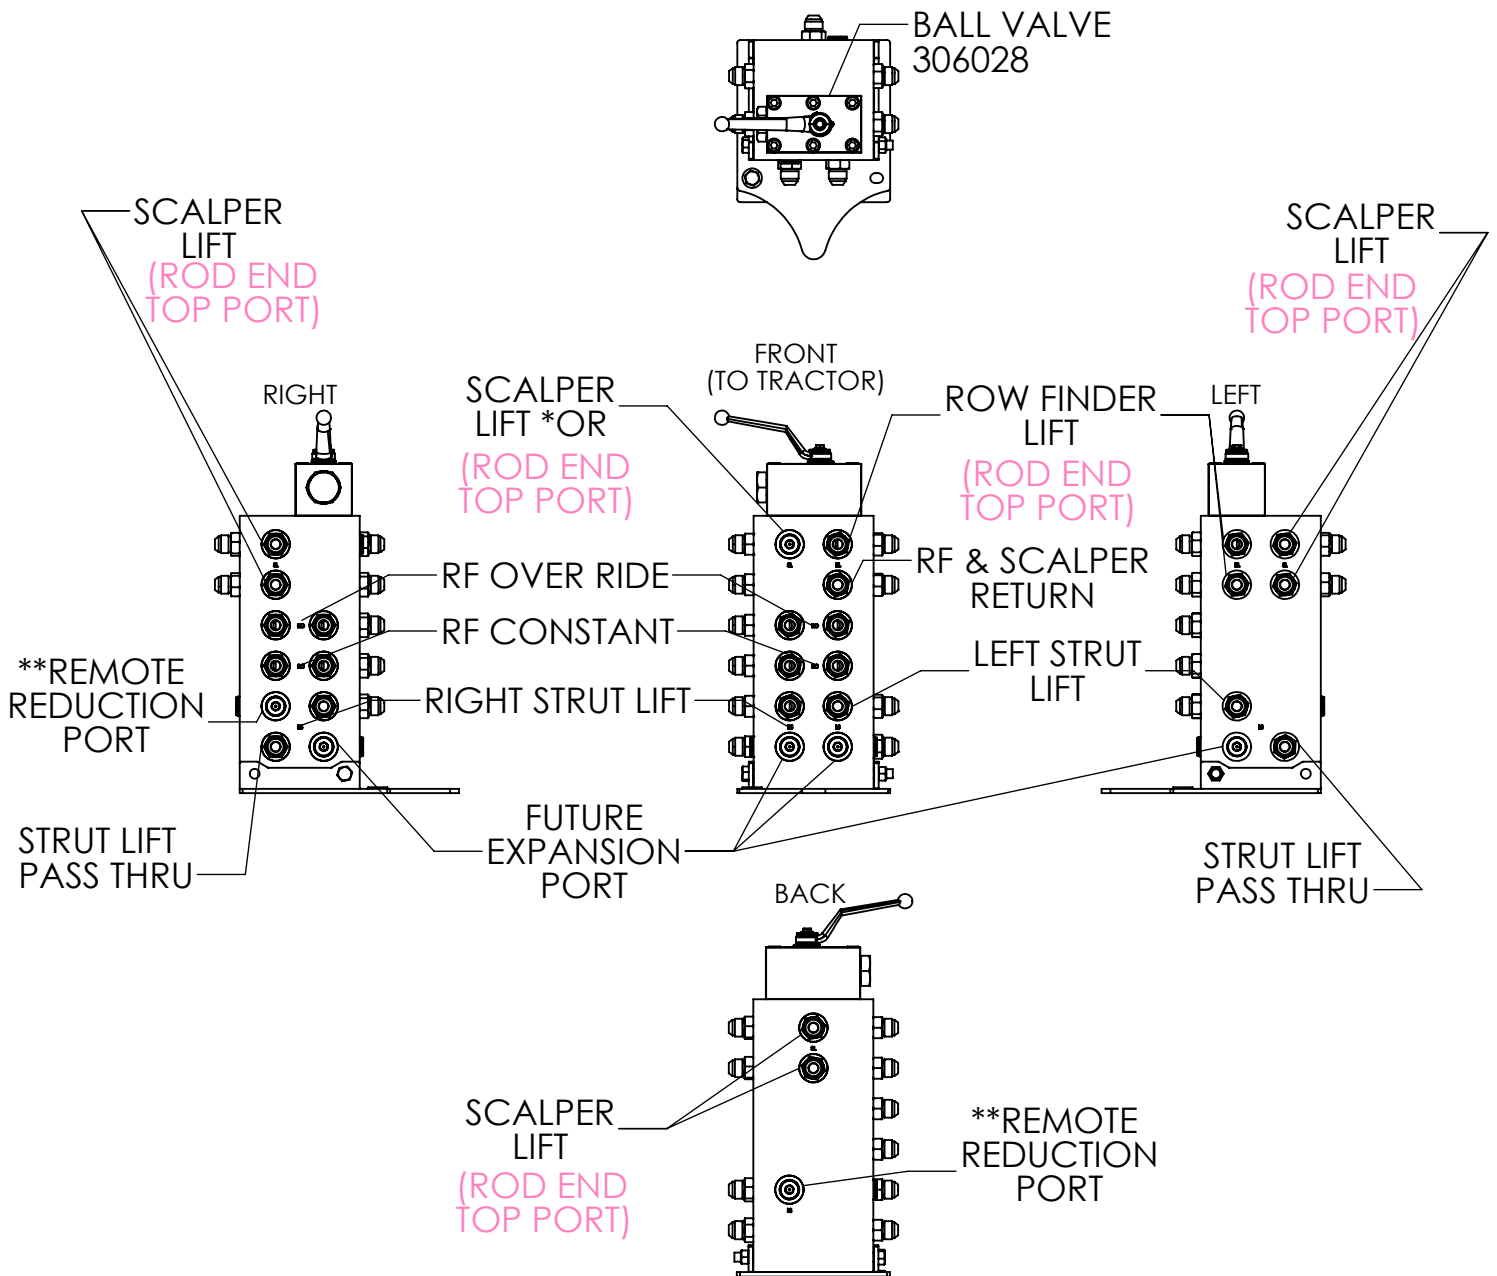 BALL VALVE
306028
SCALPER
LIFT
(ROD END
TOP PORT)
SCALPER
LIFT
(ROD END
TOP PORT)
RIGHT
SCALPER
LIFT *OR
(ROD END
TOP PORT)
FRONT
(TO TRACTOR)
ROW FINDER
LIFT
(ROD END
TOP PORT)
LEFT
RF OVER RIDE
RF & SCALPER
RETURN
RF CONSTANT
**REMOTE
REDUCTION
PORT
RIGHT STRUT LIFT
LEFT STRUT
LIFT
STRUT LIFT
PASS THRU
FUTURE
EXPANSION
PORT
STRUT LIFT
PASS THRU
BACK
SCALPER
LIFT
(ROD END
TOP PORT)
**REMOTE
REDUCTION
PORT